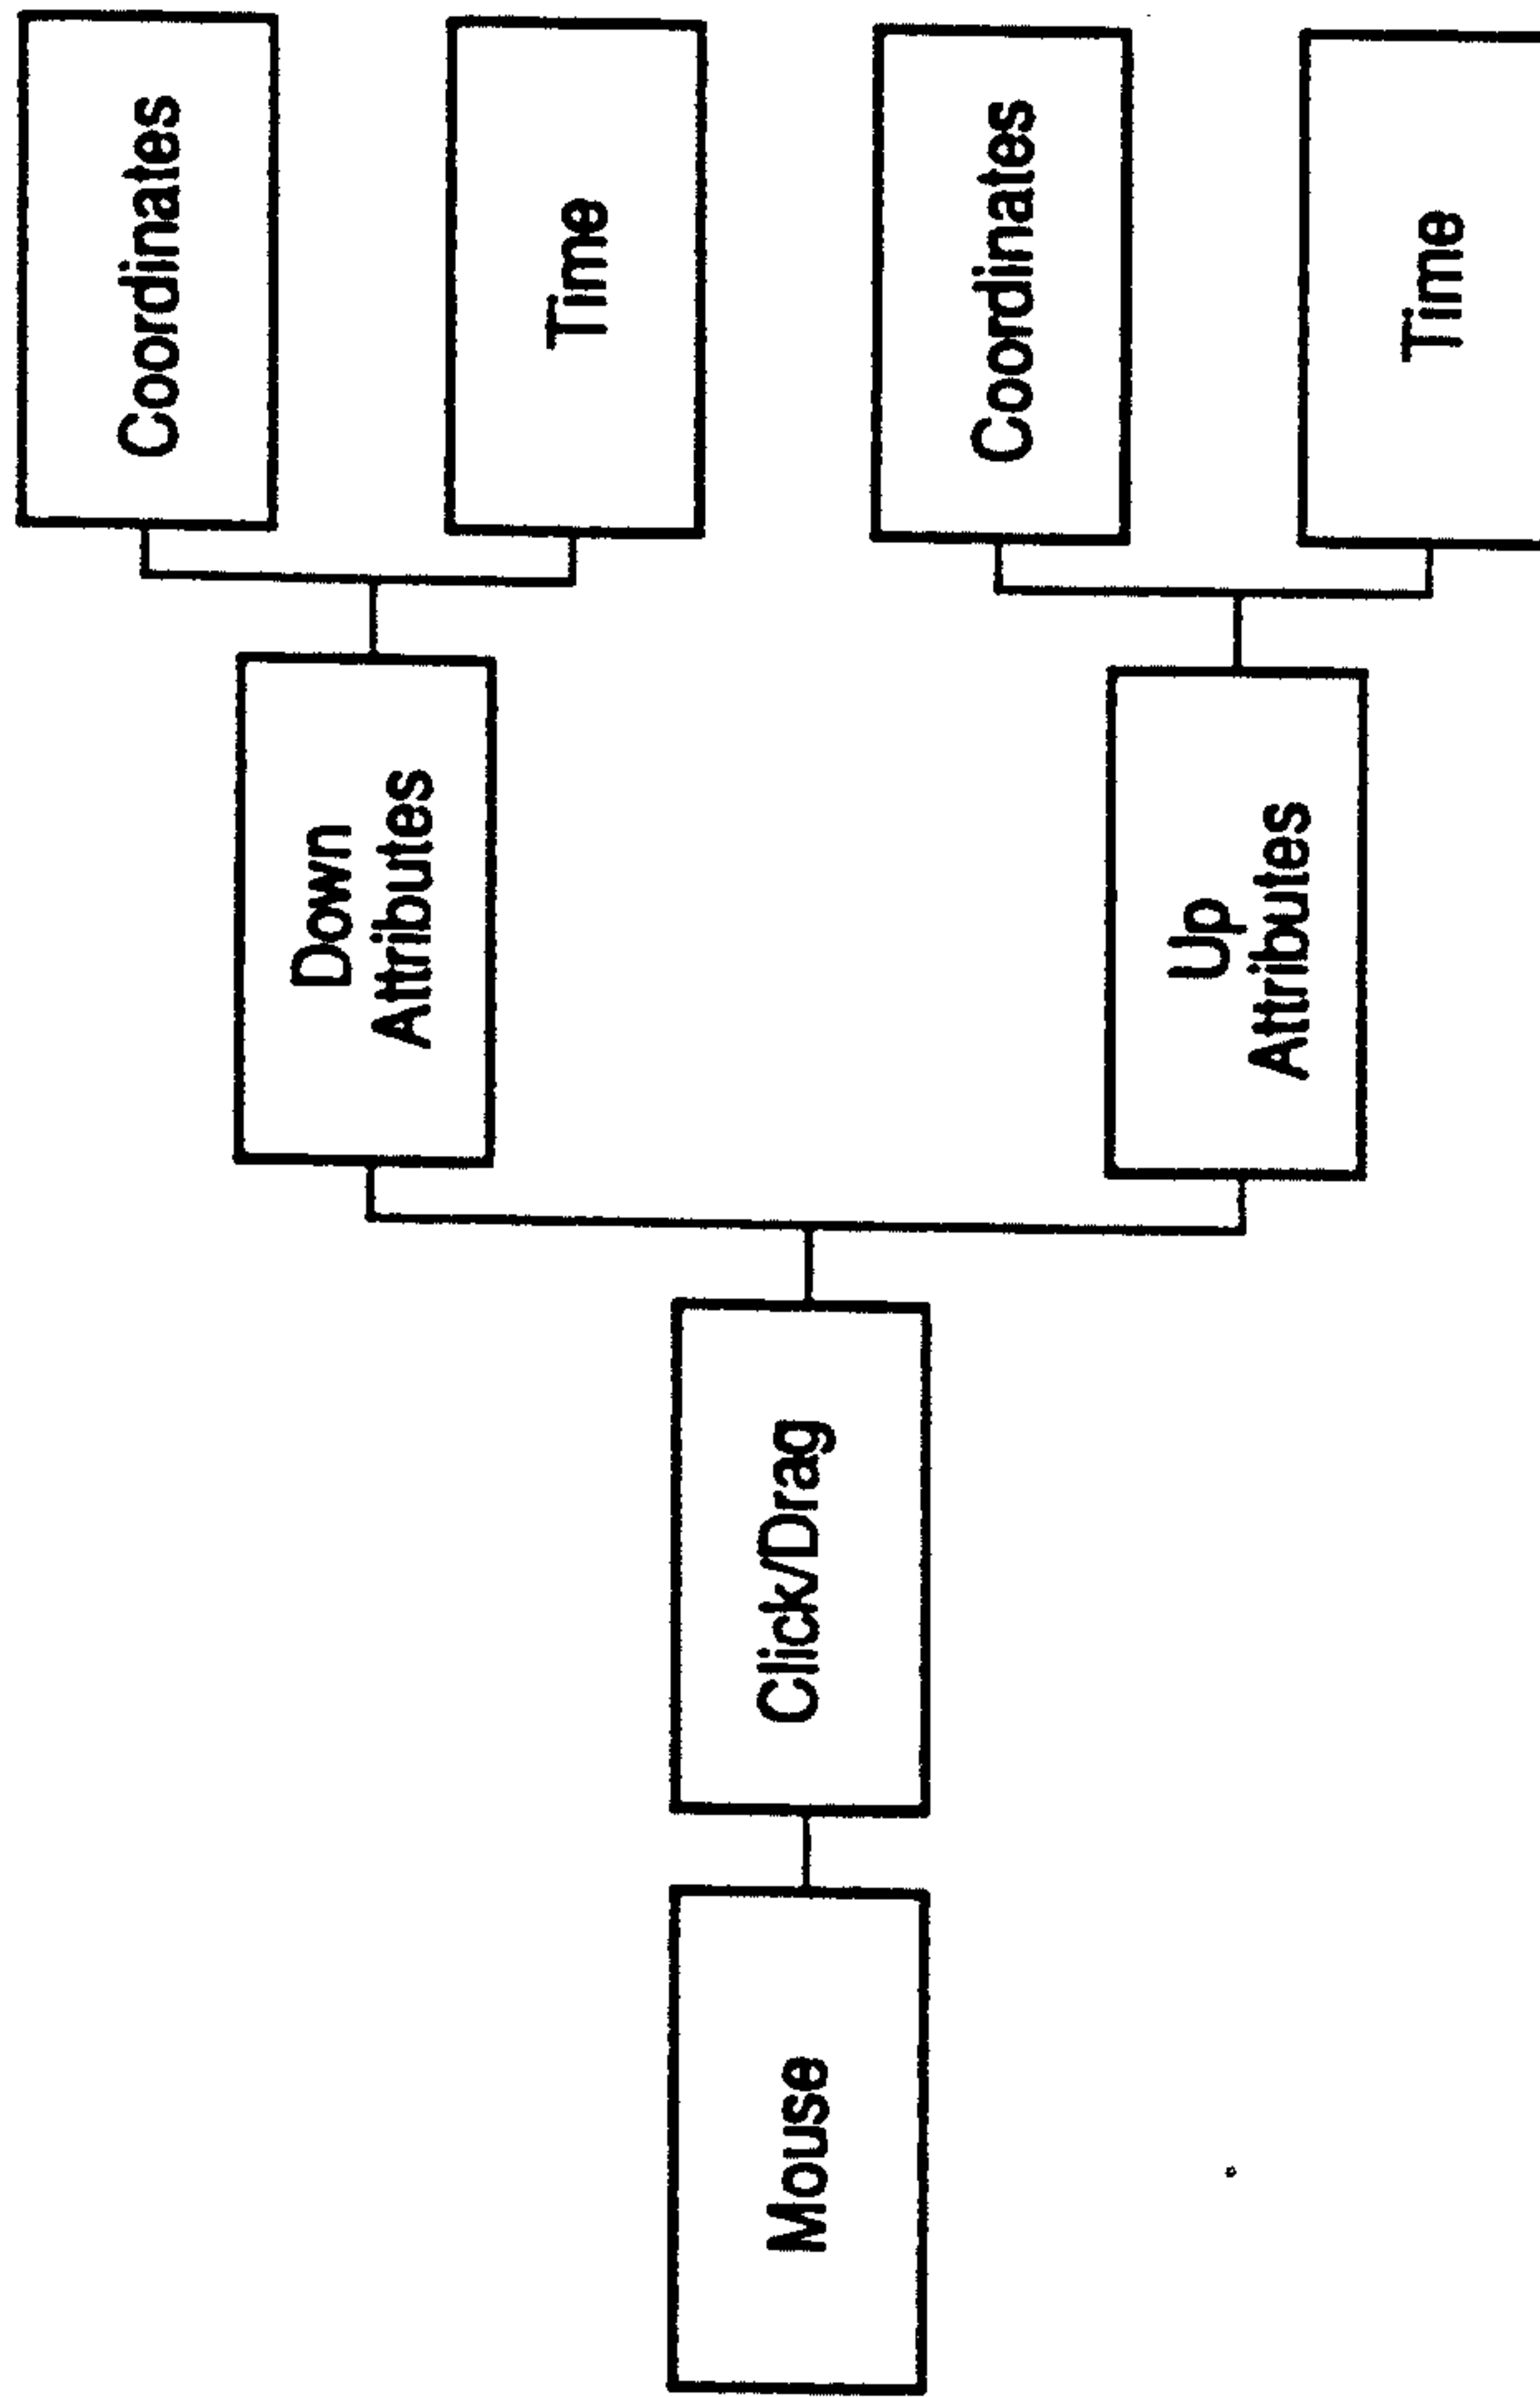 Mouse
Click/Drag
Down
Attributes
Coordinates
Time
Up
Attributes
Coordinates
Time